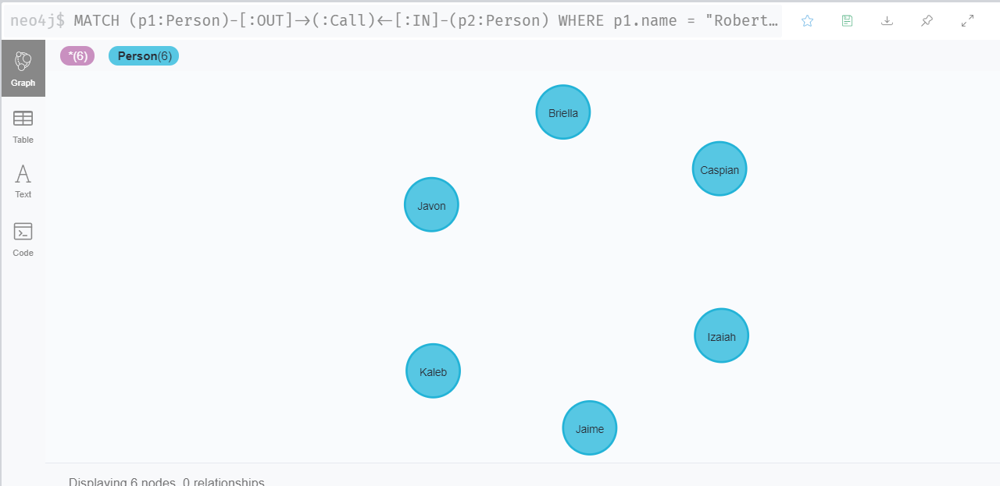 neo4j$ MATCH (p1:Person)-[:OUT]->(:Call)<-[:IN]-(p2:Person) WHERE p1.name = "Robert…
*(6) Person(6)
Graph
Table
Text
Code
Briella
Caspian
Javon
Izaiah
Kaleb
Jaime
Displaying 6 nodes, 0 relationships.